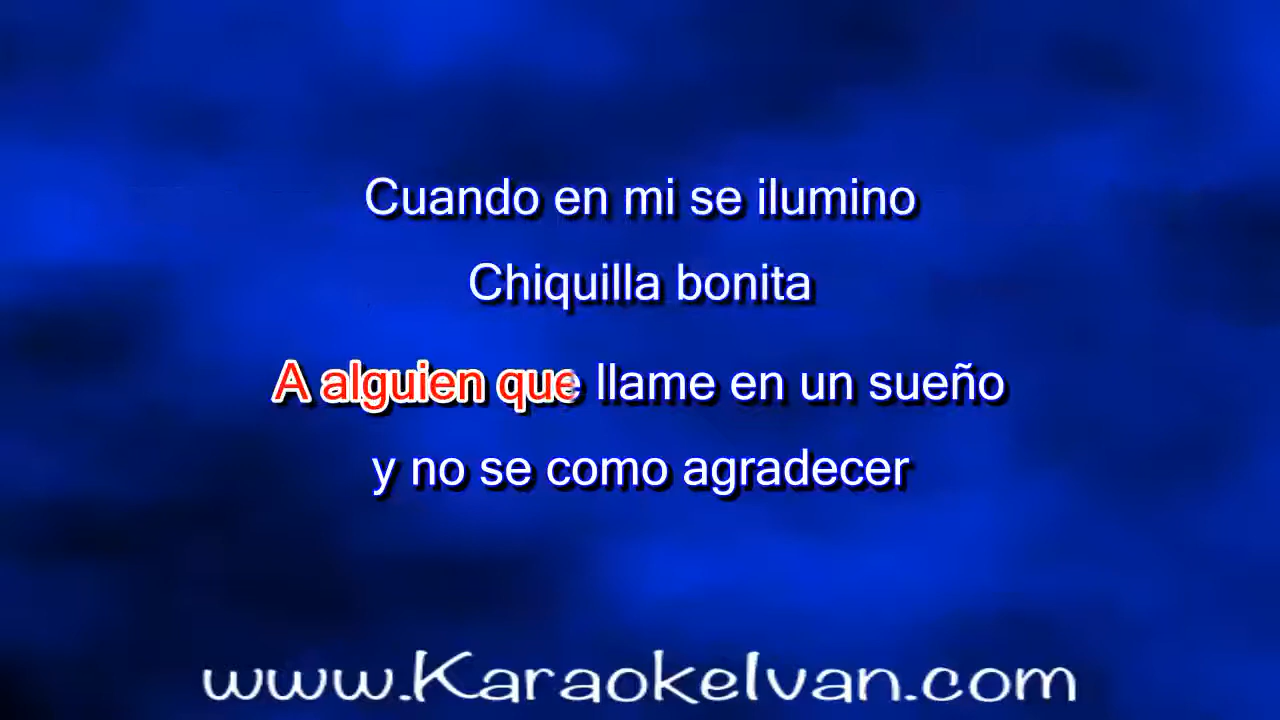 Cuando en mi se ilumino
Chiquilla bonita
A alguien que llame en un sueño
y no se como agradecer
www.KaraokeIvan.com